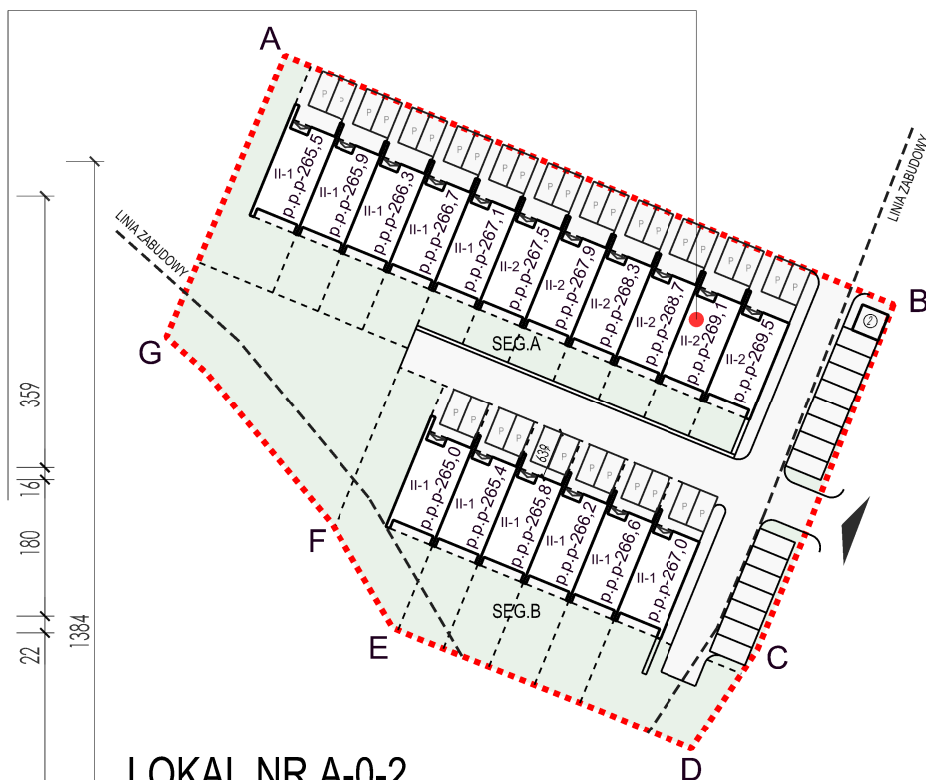 A
B
C
D
E
F
G
LINIA ZABUDOWY
LINIA ZABUDOWY
P P P P P P P P P P P P P P P P P P P P P P
II-1 p.p.p-265,5
II-1 p.p.p-265,9
II-1 p.p.p-266,3
II-1 p.p.p-266,7
II-1 p.p.p-267,1
II-2 p.p.p-267,5
II-2 p.p.p-267,9
II-2 p.p.p-268,3
II-2 p.p.p-268,7
II-2 p.p.p-269,1
p.p.p-269,5
SEG.A
2
P P P P 639 P P P P P P
II-1 p.p.p-265,0
II-1 p.p.p-265,4
II-1 p.p.p-265,8
II-1 p.p.p-266,2
II-1 p.p.p-266,6
II-1 p.p.p-267,0
SEG.B
359
16
180
22
1384
LOKAL NR A-0-2